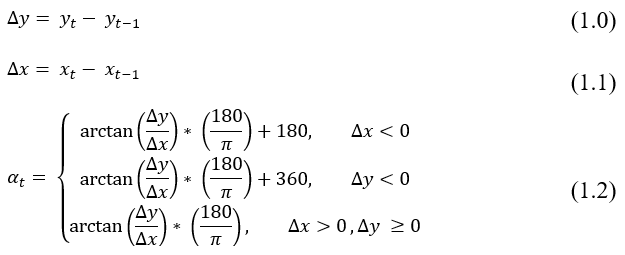 Δy = y_t − y_{t−1} (1.0)
Δx = x_t − x_{t−1} (1.1)
α_t = { arctan(Δy/Δx) * (180/π) + 180, Δx < 0
arctan(Δy/Δx) * (180/π) + 360, Δy < 0 (1.2)
arctan(Δy/Δx) * (180/π), Δx > 0 , Δy ≥ 0